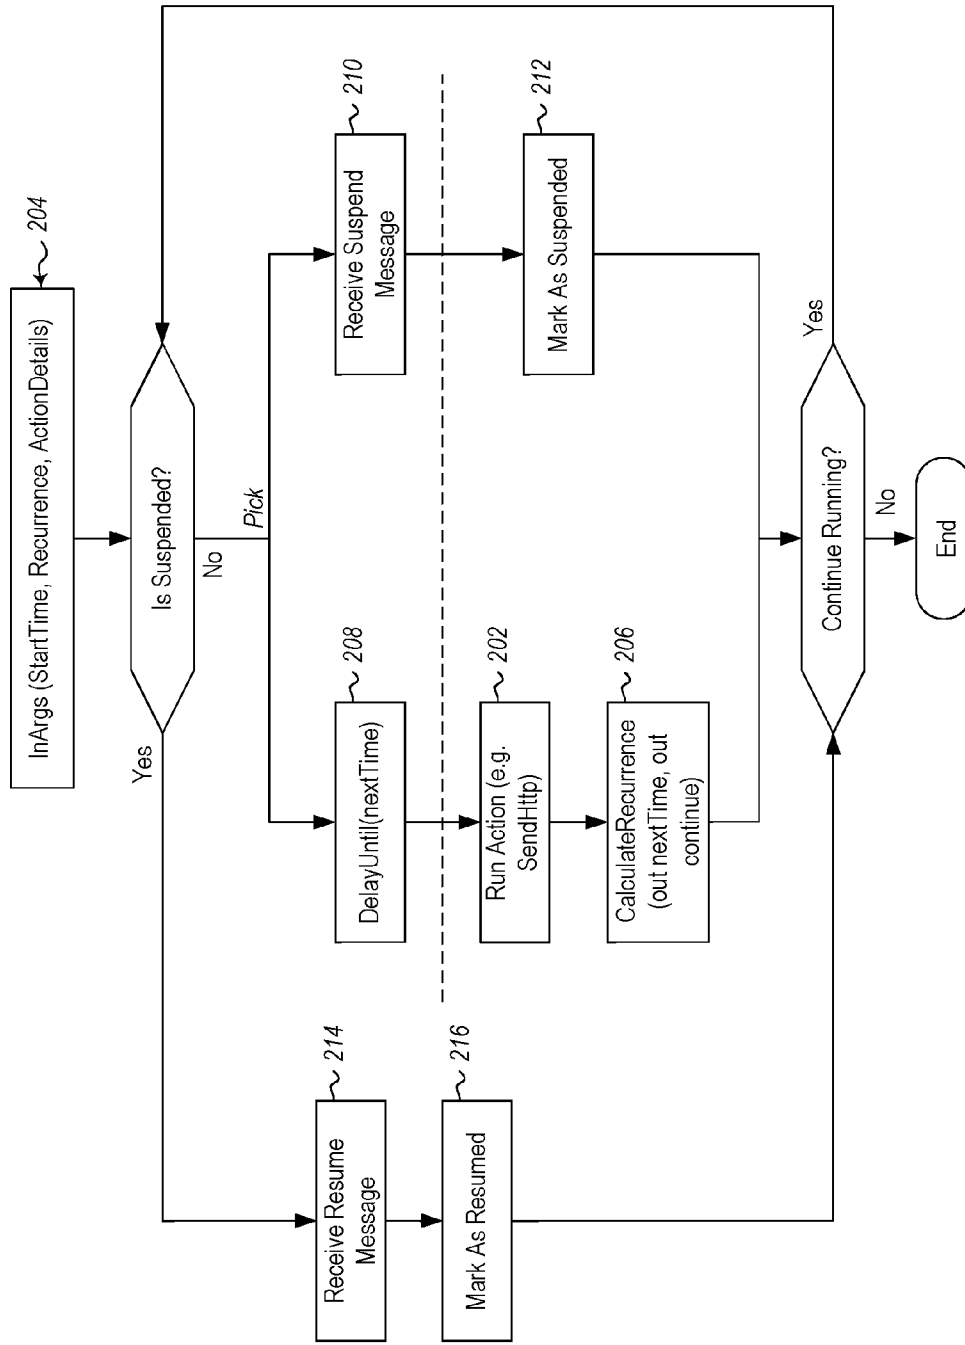 InArgs (StartTime, Recurrence, ActionDetails)
204
Is Suspended?
Yes
No
Pick
Receive Resume
Message
214
Mark As Resumed
216
DelayUntil(nextTime)
208
Run Action (e.g.
SendHttp)
202
CalculateRecurrence
(out nextTime, out
continue)
206
Receive Suspend
Message
210
Mark As Suspended
212
Continue Running?
Yes
No
End